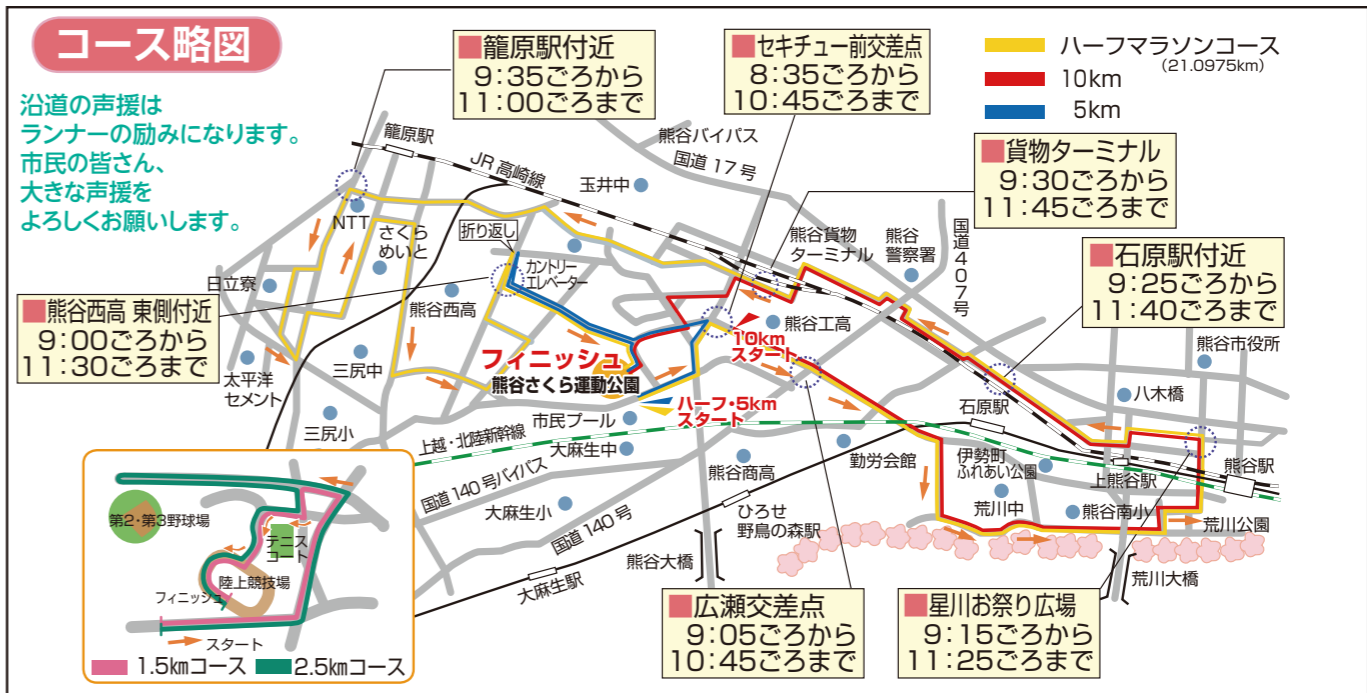 コース略図
沿道の声援は
ランナーの励みになります。
市民の皆さん、
大きな声援を
よろしくお願いします。
■籠原駅付近
9:35ごろから
11:00ごろまで
■セキチュー前交差点
8:35ごろから
10:45ごろまで
ハーフマラソンコース
(21.0975km)
10km
5km
■貨物ターミナル
9:30ごろから
11:45ごろまで
■石原駅付近
9:25ごろから
11:40ごろまで
■熊谷西高 東側付近
9:00ごろから
11:30ごろまで
籠原駅
JR高崎線
熊谷バイパス
国道17号
玉井中
国道407号
熊谷貨物
ターミナル
熊谷
警察署
NTT
さくら
めいと
折り返し
カントリー
エレベーター
日立寮
熊谷西高
熊谷工高
10km
スタート
熊谷市役所
八木橋
フィニッシュ
熊谷さくら運動公園
ハーフ・5km
スタート
太平洋
セメント
三尻中
三尻小
市民プール
石原駅
上越・北陸新幹線
大麻生中
国道140号バイパス
熊谷商高
勤労会館
伊勢町
ふれあい公園
上熊谷駅
熊谷駅
大麻生小
国道140号
ひろせ
野鳥の森駅
荒川中
熊谷南小
荒川公園
熊谷大橋
大麻生駅
荒川大橋
■広瀬交差点
9:05ごろから
10:45ごろまで
■星川お祭り広場
9:15ごろから
11:25ごろまで
第2・第3野球場
テニス
コート
陸上競技場
フィニッシュ
スタート
1.5kmコース
2.5kmコース